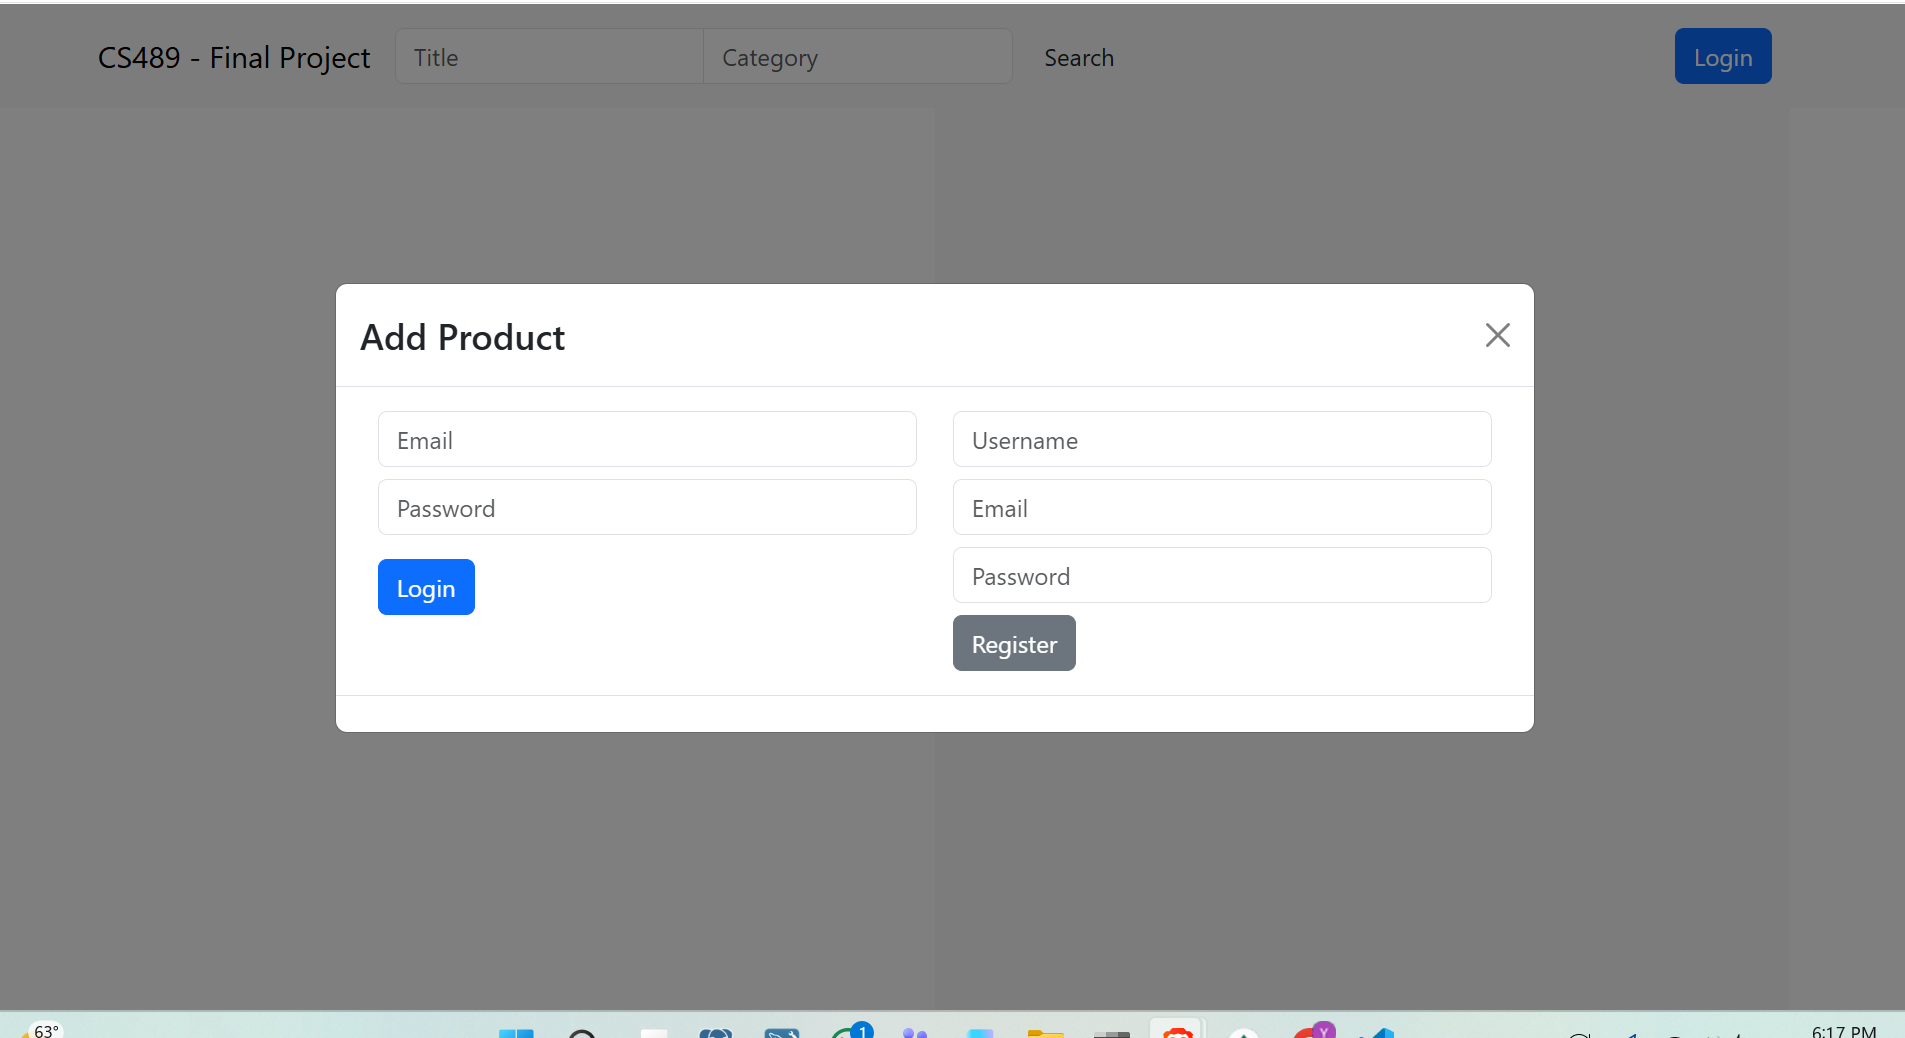 CS489 - Final Project Title Category Search Login
Add Product
Email
Password
Login
Username
Email
Password
Register
63°
1
Y
6:17 PM